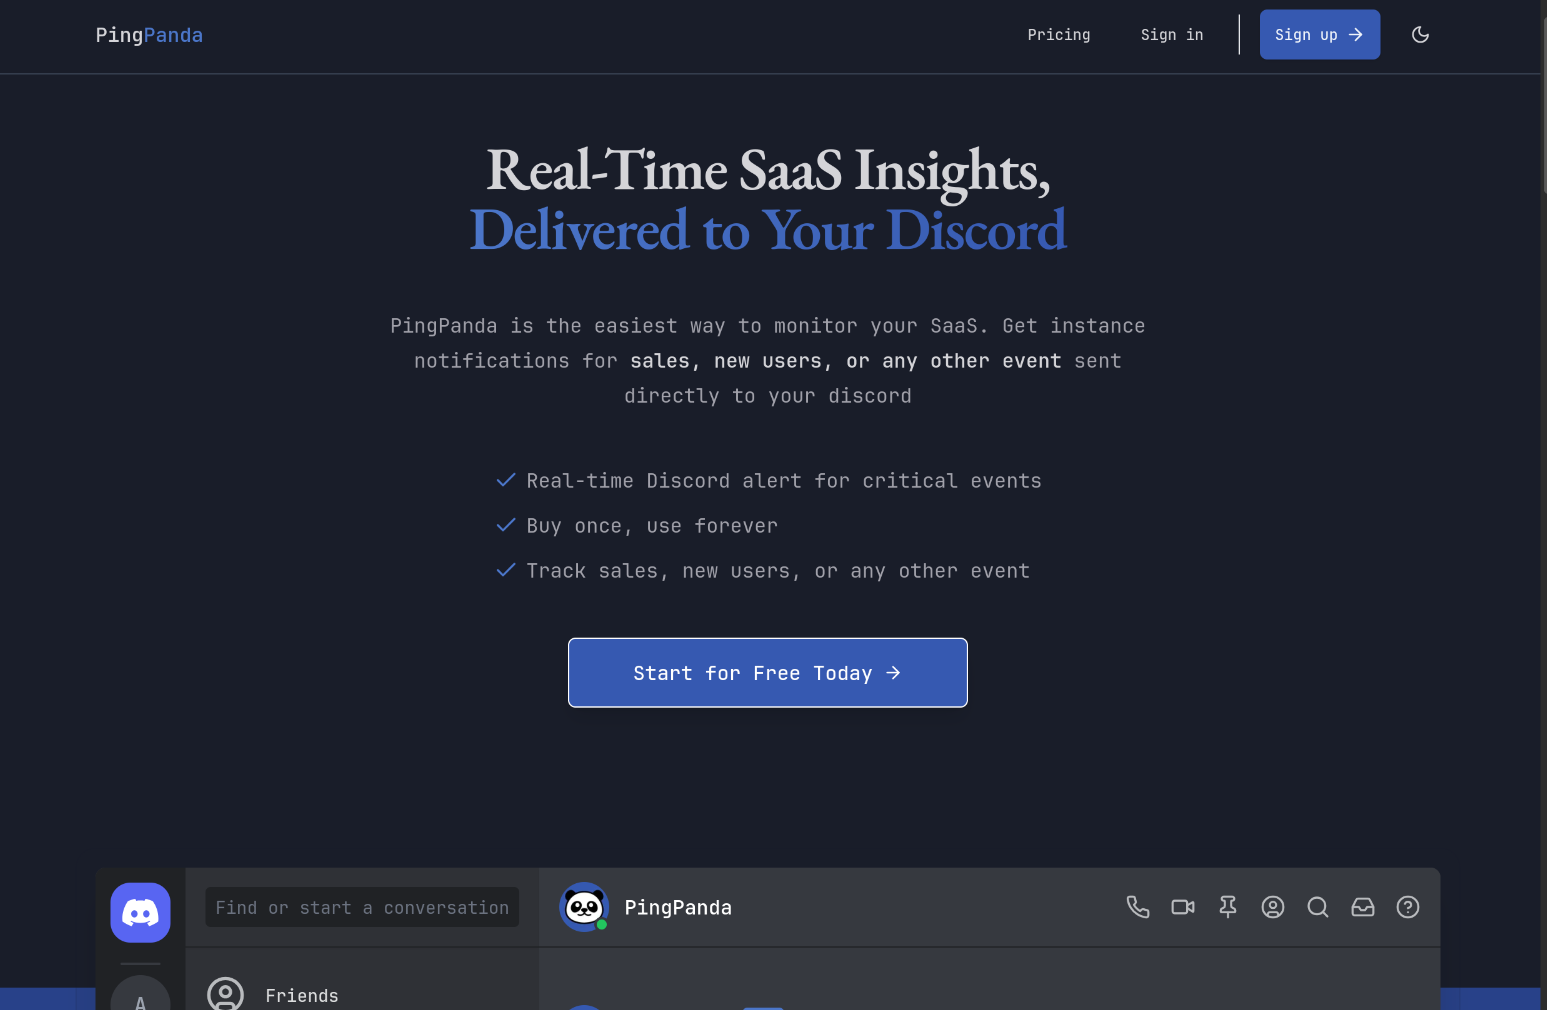 PingPanda
Pricing
Sign in
Sign up
Real-Time SaaS Insights,
Delivered to Your Discord
PingPanda is the easiest way to monitor your SaaS. Get instance
notifications for sales, new users, or any other event sent
directly to your discord
Real-time Discord alert for critical events
Buy once, use forever
Track sales, new users, or any other event
Start for Free Today
Find or start a conversation
PingPanda
Friends
A